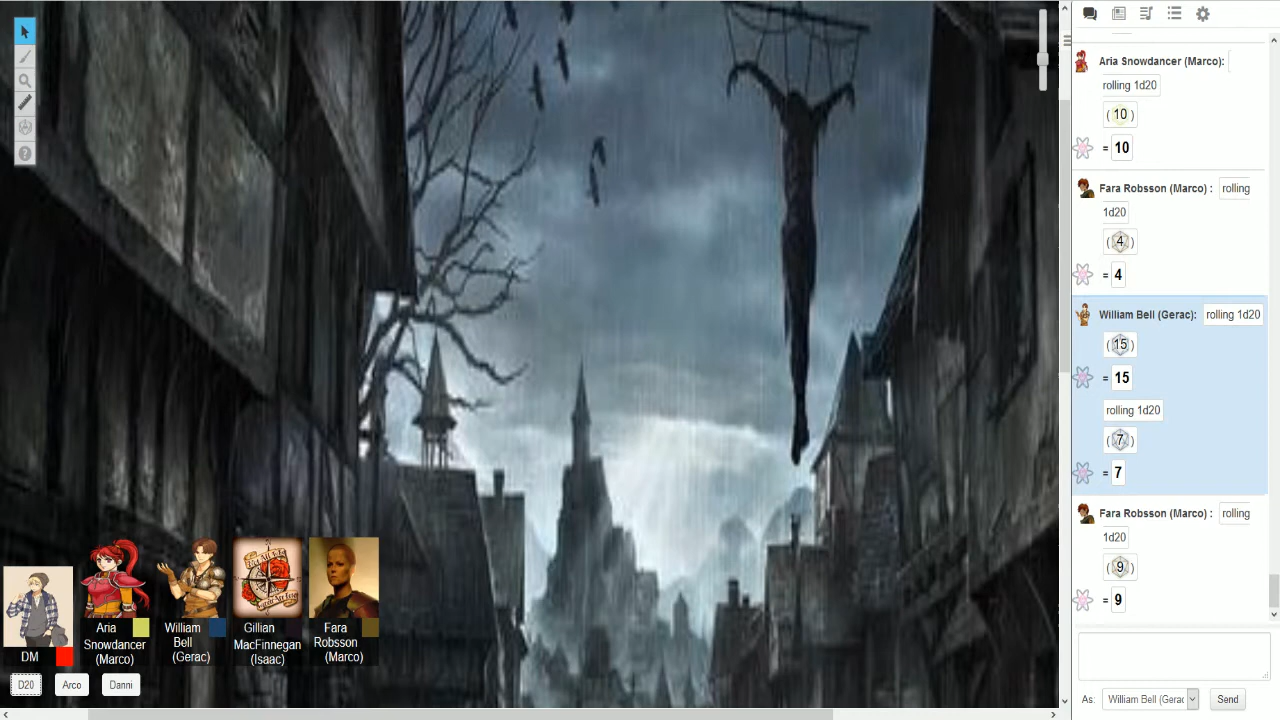 Aria Snowdancer (Marco):
rolling 1d20
(10)
= 10
Fara Robsson (Marco) : rolling
1d20
(4)
= 4
William Bell (Gerac): rolling 1d20
(15)
= 15
rolling 1d20
(7)
= 7
Fara Robsson (Marco) : rolling
1d20
(9)
= 9
DM
Aria
Snowdancer
(Marco)
William
Bell
(Gerac)
Gillian
MacFinnegan
(Isaac)
Fara
Robsson
(Marco)
D20 Arco Danni
As: William Bell (Gerac Send